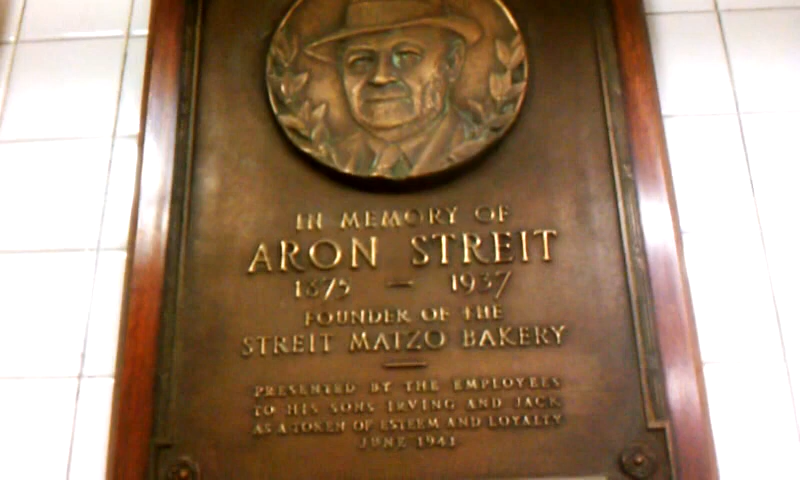 IN MEMORY OF
ARON STREIT
1875 — 1937
FOUNDER OF THE
STREIT MATZO BAKERY
PRESENTED BY THE EMPLOYEES
TO HIS SONS IRVING AND JACK
AS A TOKEN OF ESTEEM AND LOYALTY
JUNE 1941